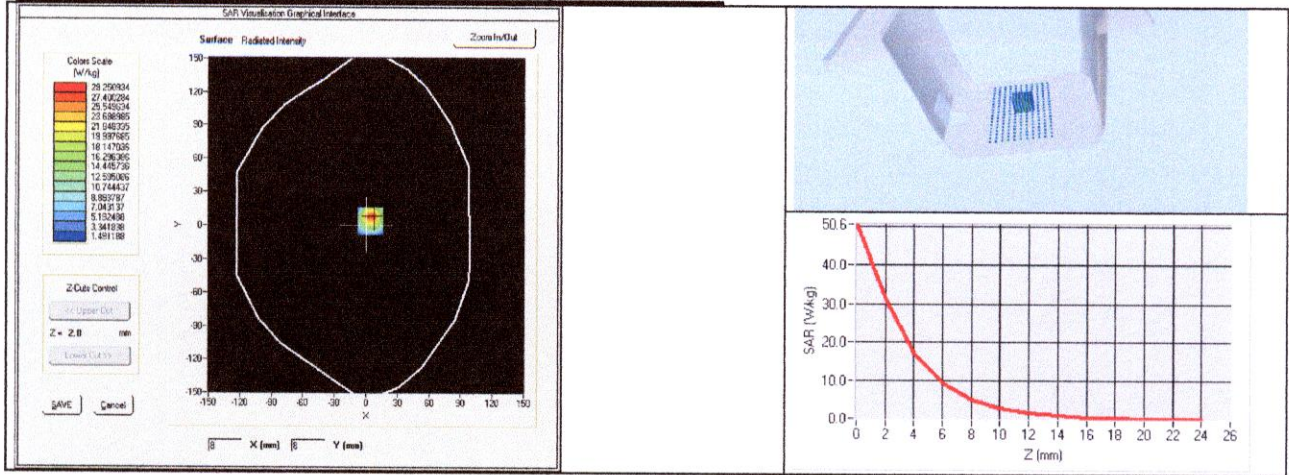 SAR Visualisation Graphical Interface
Surface Radiated Intensity
Zoom In/Out
Colors Scale
(W/kg)
28.250934
27.400284
25.549634
23.698985
21.848335
19.997685
18.147036
16.296386
14.445736
12.595086
10.744437
8.893787
7.043137
5.192488
3.341838
1.491188
Z-Cuts Control
<< Upper Cut
Z = 2.0 mm
Lower Cut >>
SAVE Cancel
Y
150
120
90
60
30
0
-30
-60
-90
-120
-150
-150 -120 -90 -60 -30 0 30 60 90 120 150
X
8 X (mm) 8 Y (mm)
SAR (W/kg)
50.6
40.0
30.0
20.0
10.0
0.0
0 2 4 6 8 10 12 14 16 18 20 22 24 26
Z (mm)